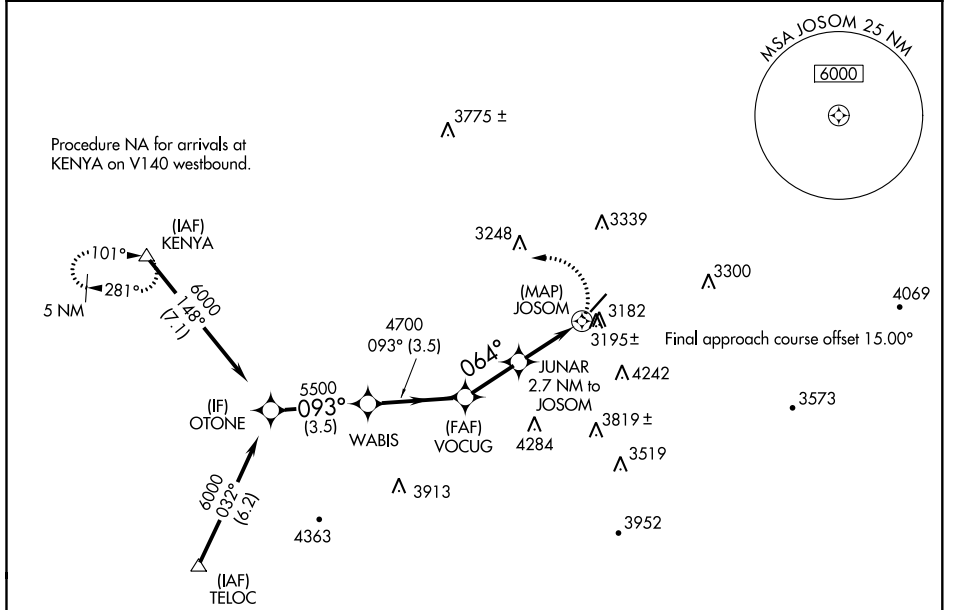 MSA JOSOM 25 NM
6000
3775 ±
Procedure NA for arrivals at
KENYA on V140 westbound.
(IAF)
KENYA
101°
281°
5 NM
6000
148°
(7.1)
3248
3339
3300
4069
(MAP)
JOSOM
3182
3195±
Final approach course offset 15.00°
4700
093° (3.5)
064°
JUNAR
2.7 NM to
JOSOM
4242
3573
(IF)
OTONE
5500
093°
(3.5)
WABIS
(FAF)
VOCUG
4284
3819 ±
3519
3913
3952
4363
6000
032°
(6.2)
(IAF)
TELOC